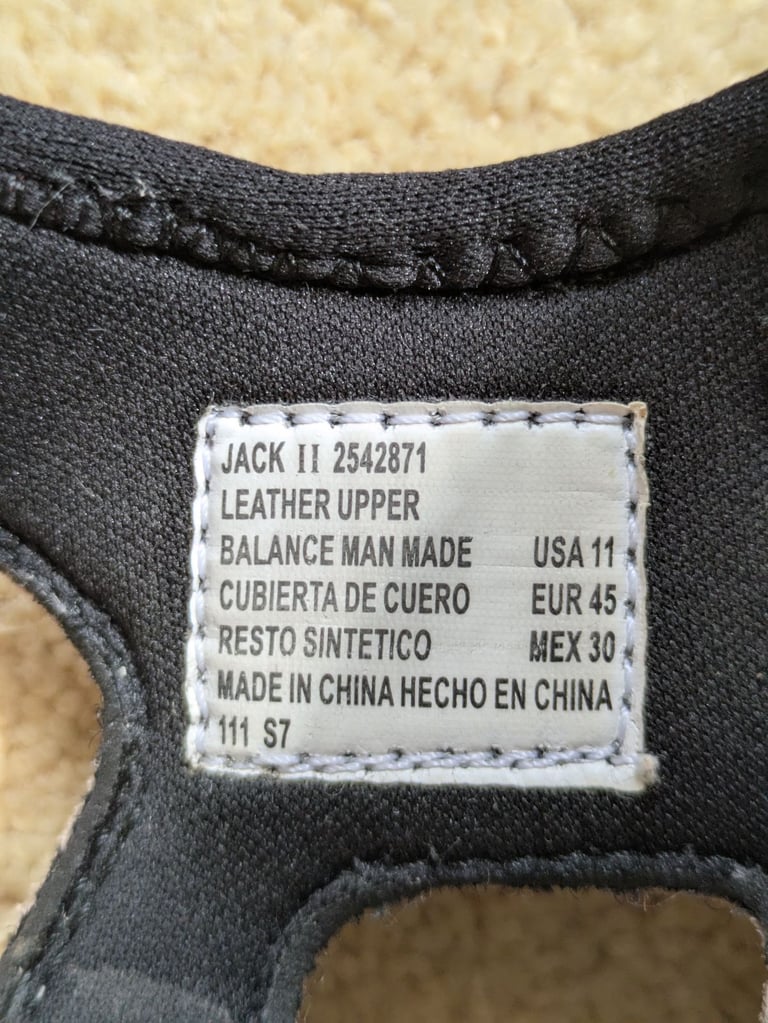 JACK II 2542871
LEATHER UPPER
BALANCE MAN MADE USA 11
CUBIERTA DE CUERO EUR 45
RESTO SINTETICO MEX 30
MADE IN CHINA HECHO EN CHINA
111 S7